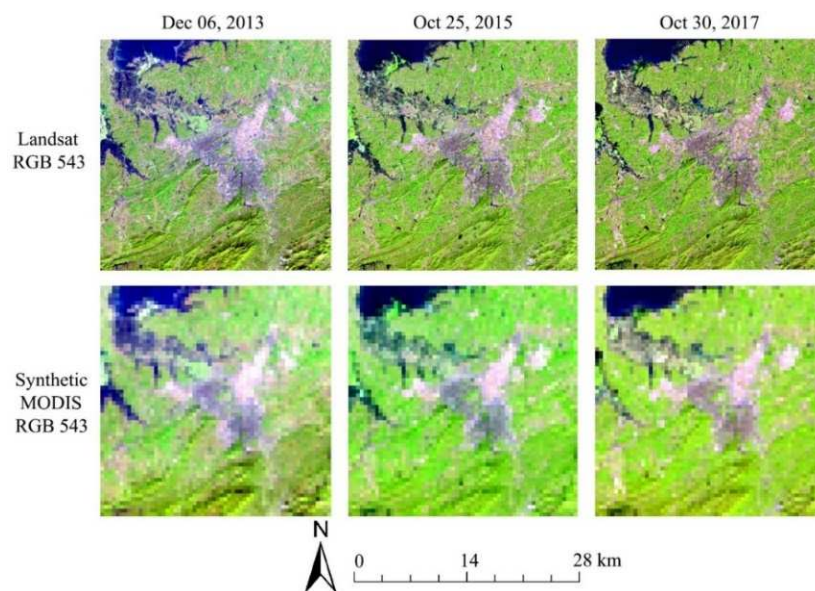 Dec 06, 2013 Oct 25, 2015 Oct 30, 2017
Landsat
RGB 543
Synthetic
MODIS
RGB 543
N
0 14 28 km